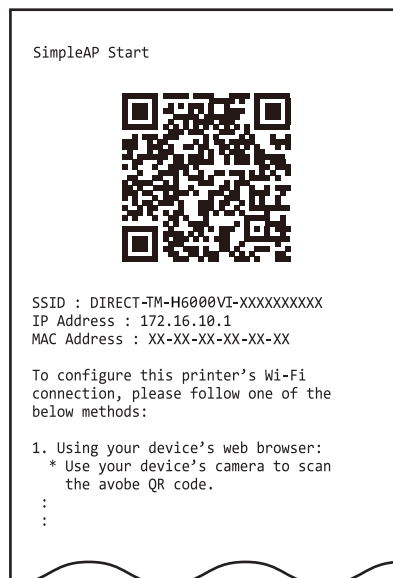 SimpleAP Start
SSID : DIRECT-TM-H6000VI-XXXXXXXXXX
IP Address : 172.16.10.1
MAC Address : XX-XX-XX-XX-XX-XX
To configure this printer’s Wi-Fi
connection, please follow one of the
below methods:
1. Using your device’s web browser:
* Use your device’s camera to scan
the avobe QR code.
:
: